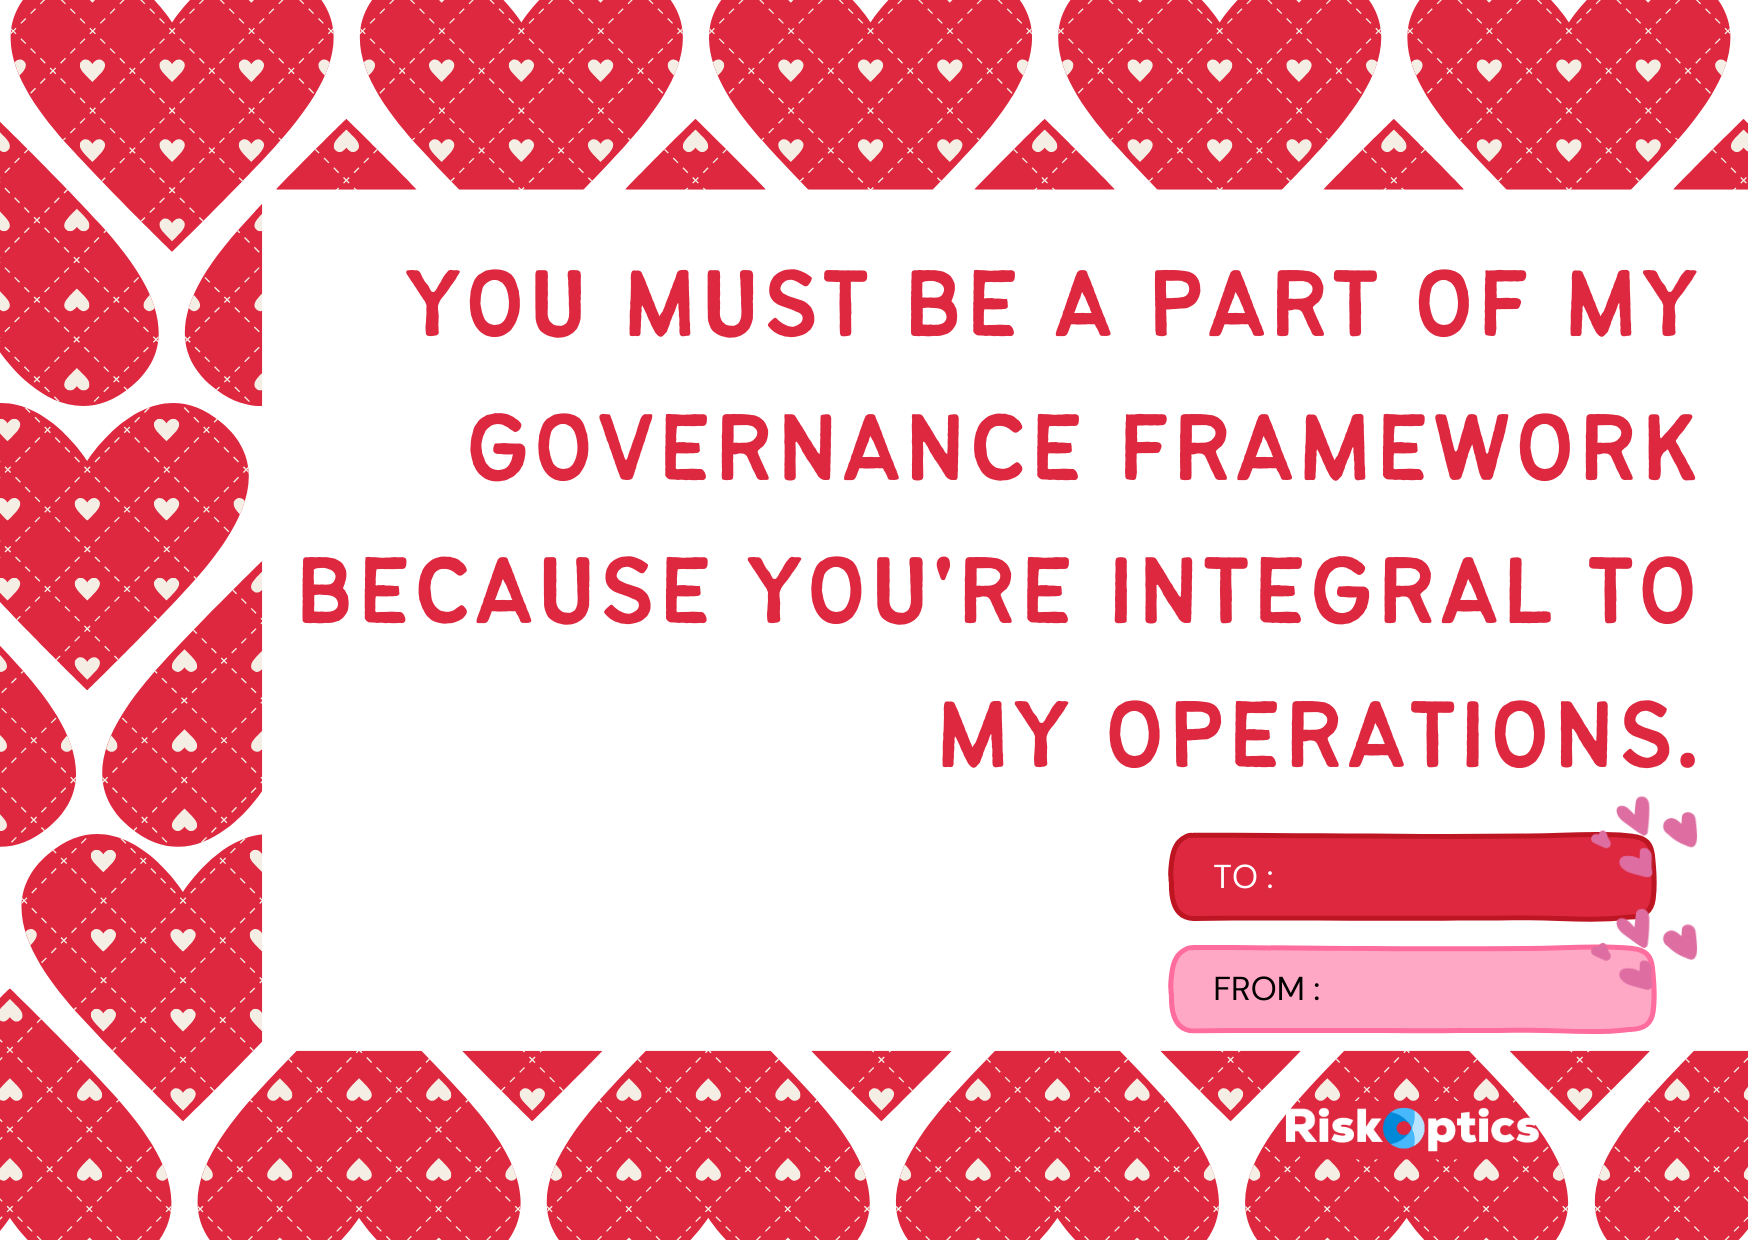 YOU MUST BE A PART OF MY
GOVERNANCE FRAMEWORK
BECAUSE YOU'RE INTEGRAL TO
MY OPERATIONS.
TO :
FROM :
RiskOptics